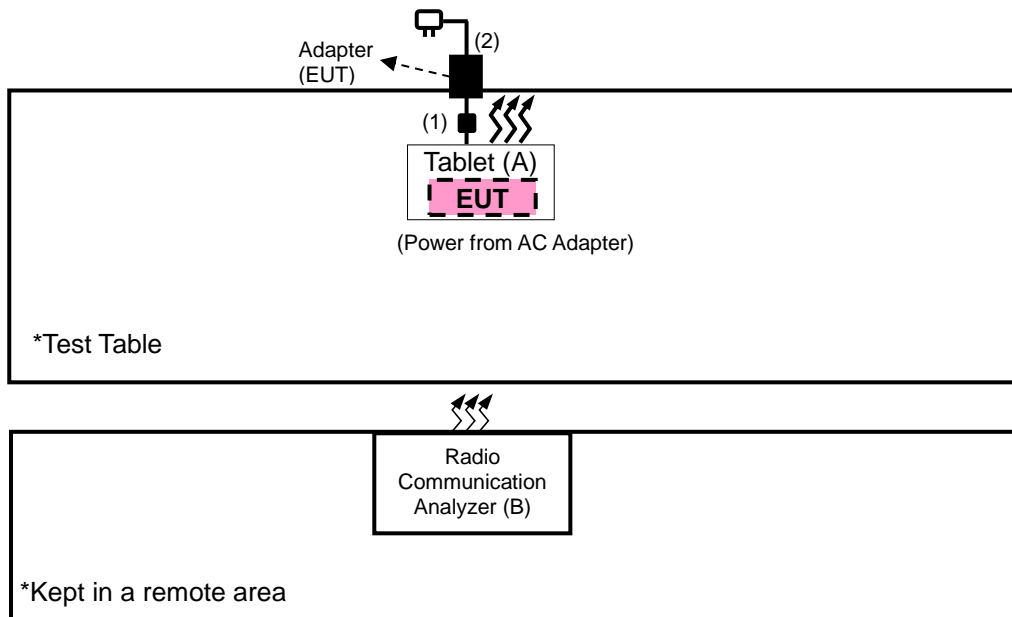 (2)
Adapter
(EUT)
(1)
Tablet (A)
EUT
(Power from AC Adapter)
*Test Table
Radio
Communication
Analyzer (B)
*Kept in a remote area